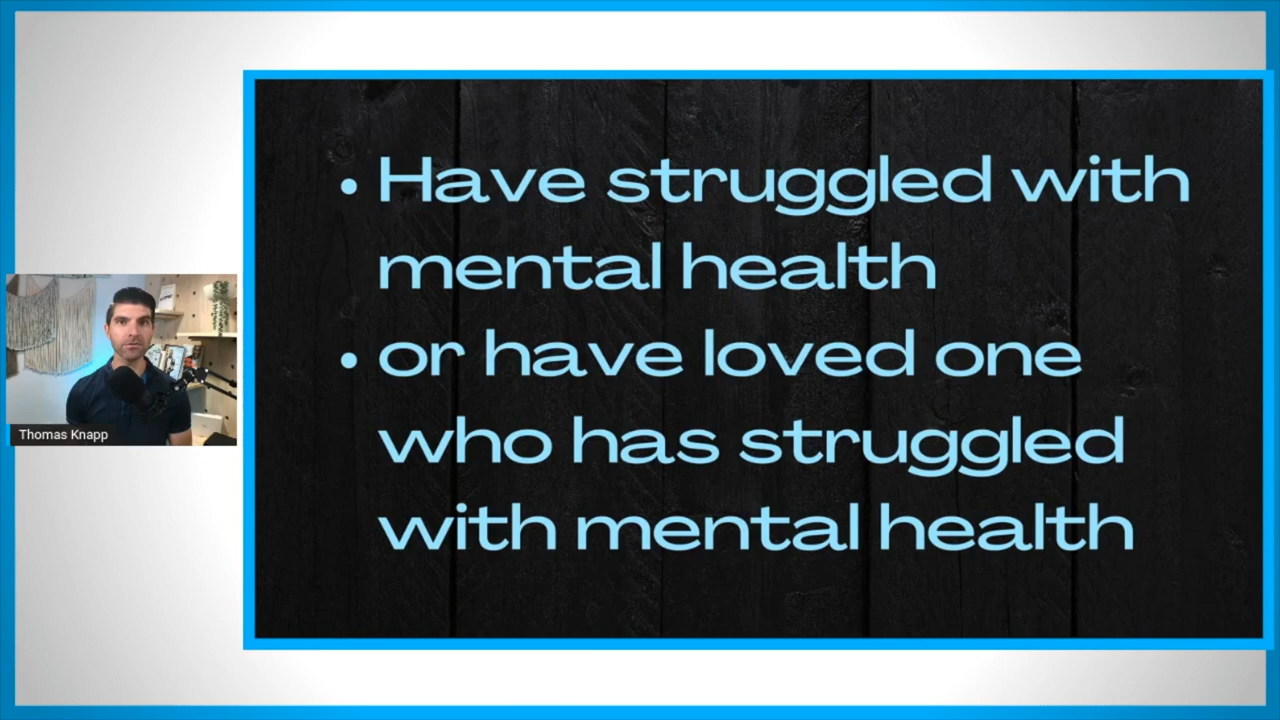 • Have struggled with
mental health
• or have loved one
who has struggled
with mental health
Thomas Knapp